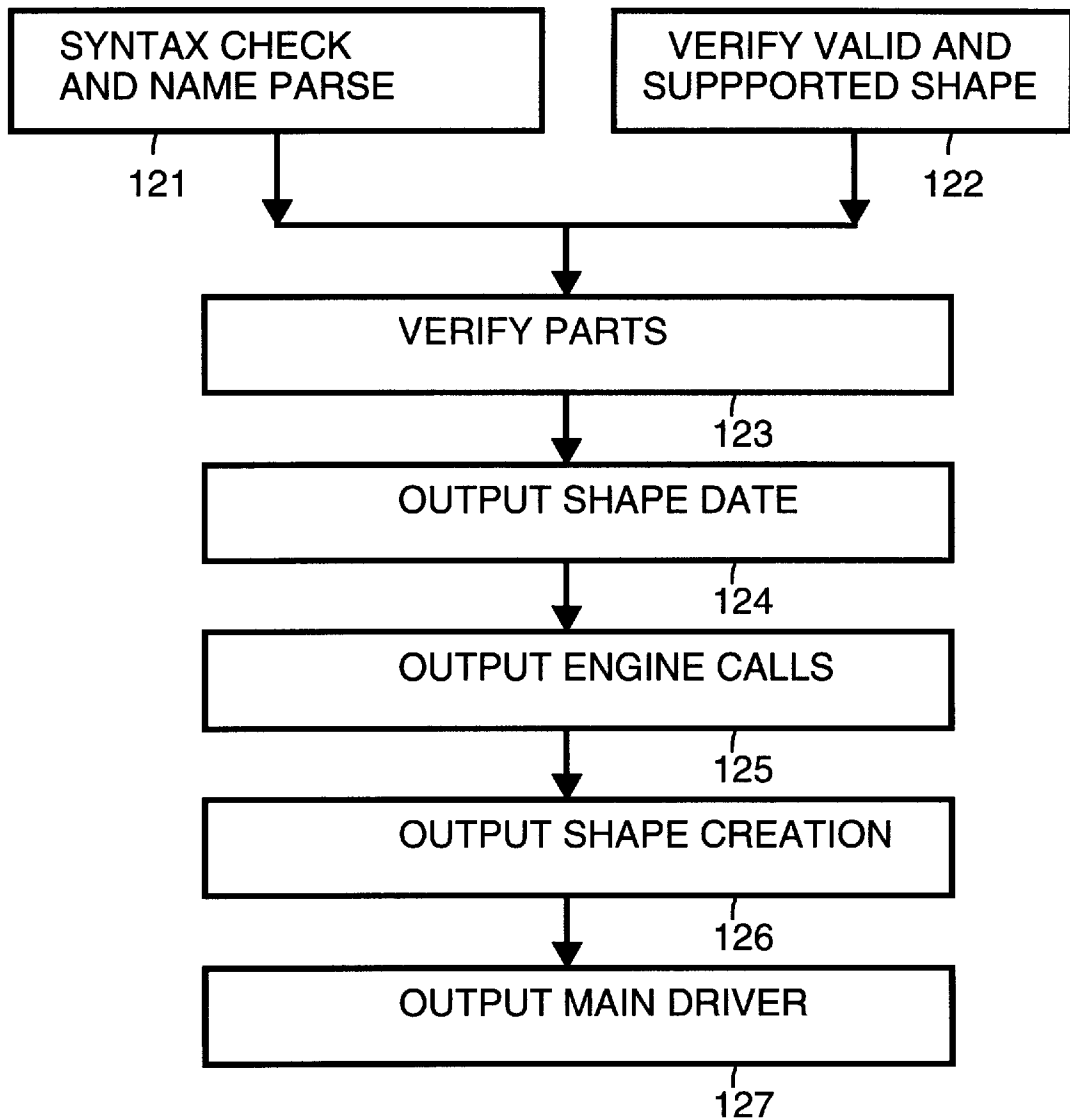 SYNTAX CHECK
AND NAME PARSE
121
VERIFY VALID AND
SUPPPORTED SHAPE
122
VERIFY PARTS
123
OUTPUT SHAPE DATE
124
OUTPUT ENGINE CALLS
125
OUTPUT SHAPE CREATION
126
OUTPUT MAIN DRIVER
127